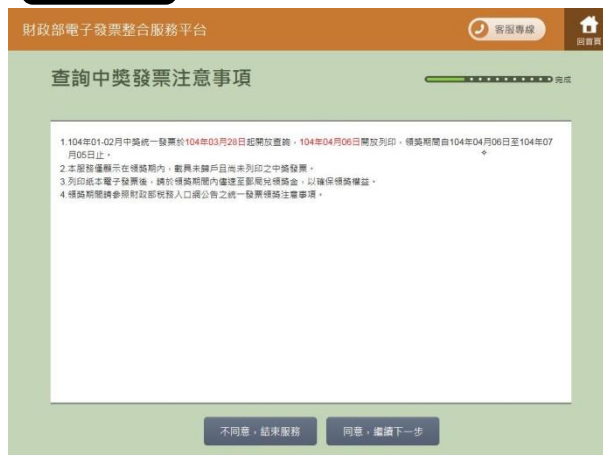 財政部電子發票整合服務平台
客服專線
回首頁
查詢中獎發票注意事項
完成
1.104年01-02月中獎統一發票於104年03月28日起開放查詢，104年04月06日開放列印，領獎期間自104年04月06日至104年07
月05日止。
2.本服務僅顯示在領獎期內，載具未歸戶且尚未列印之中獎發票。
3.列印紙本電子發票後，請於領獎期間內儘速至郵局兌領獎金，以確保領獎權益。
4.領獎期間請參照財政部稅務入口網公告之統一發票領獎注意事項。
不同意，結束服務
同意，繼續下一步